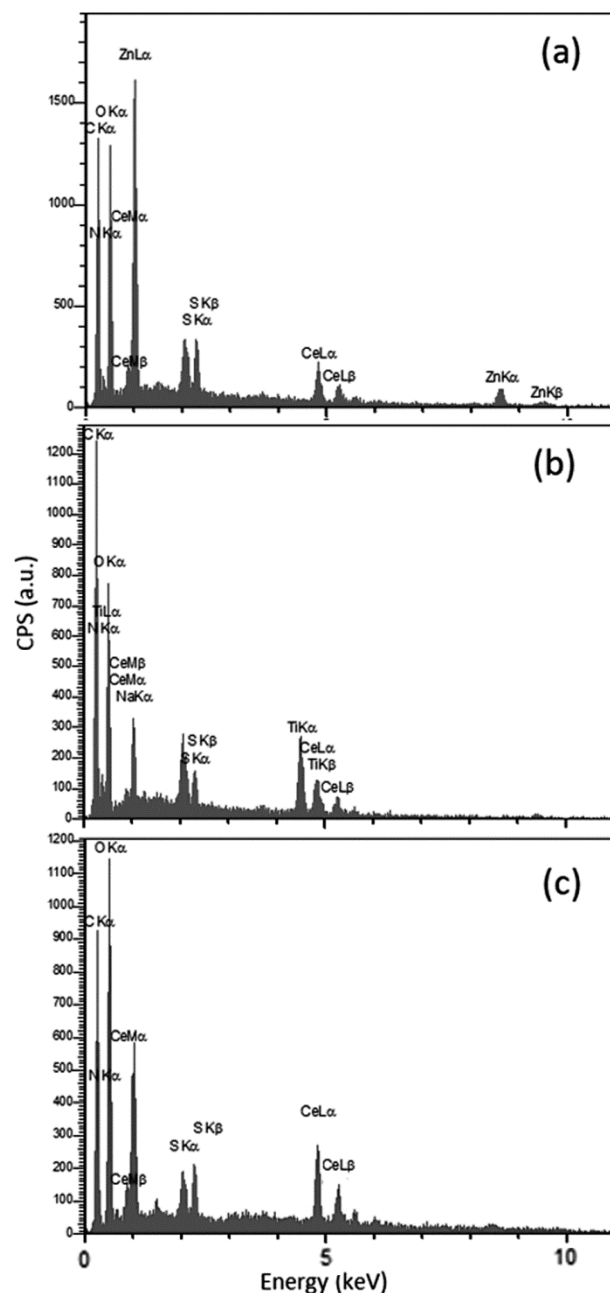 (a)
ZnLα
1500
O Kα
C Kα
1000
CeMα
N Kα
500
S Kβ
S Kα
CeMβ
CeLα
CeLβ
ZnKα
ZnKβ
0
C Kα
(b)
1200
1100
1000
900
O Kα
800
700
TiLα
N Kα
600
CeMβ
500
CeMα
NaKα
400
300
S Kβ
S Kα
TiKα
CeLα
TiKβ
CeLβ
200
100
0
CPS (a.u.)
1200
O Kα
(c)
1100
1000
C Kα
900
800
700
CeMα
600
500
N Kα
400
CeLα
300
S Kβ
S Kα
200
CeMβ
CeLβ
100
0
0
5
10
Energy (keV)